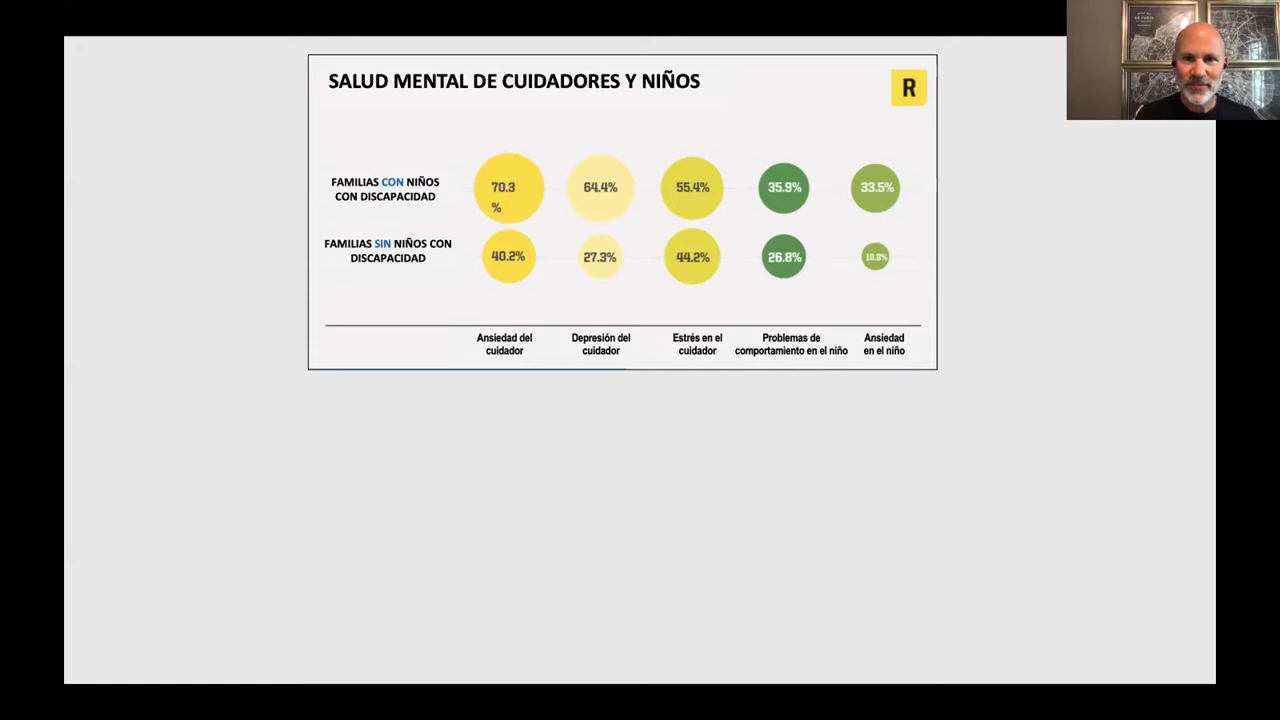 SALUD MENTAL DE CUIDADORES Y NIÑOS
R
FAMILIAS CON NIÑOS
CON DISCAPACIDAD
70.3
%
64.4%
55.4%
35.9%
33.5%
FAMILIAS SIN NIÑOS CON
DISCAPACIDAD
40.2%
27.3%
44.2%
26.8%
Ansiedad del
cuidador
Depresión del
cuidador
Estrés en el
cuidador
Problemas de
comportamiento en el niño
Ansiedad
en el niño